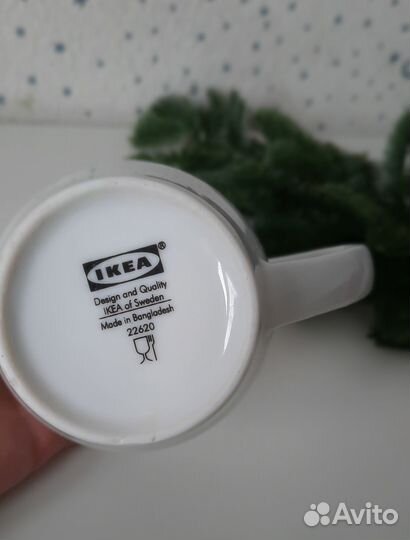 IKEA®
Design and Quality
IKEA of Sweden
Made in Bangladesh
22620
Avito